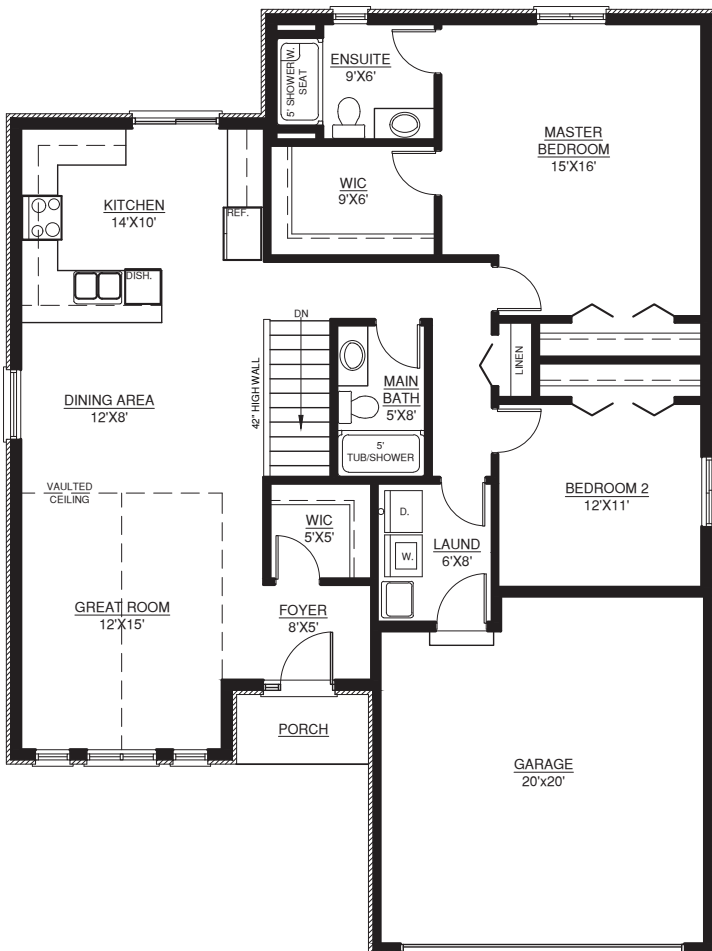 ENSUITE
9'X6'
5' SHOWER W.
SEAT
MASTER
BEDROOM
15'X16'
WIC
9'X6'
KITCHEN
14'X10'
REF.
DISH.
DN
42" HIGH WALL
MAIN
BATH
5'X8'
5'
TUB/SHOWER
LINEN
DINING AREA
12'X8'
VAULTED
CEILING
BEDROOM 2
12'X11'
WIC
5'X5'
D.
W.
LAUND
6'X8'
GREAT ROOM
12'X15'
FOYER
8'X5'
PORCH
GARAGE
20'x20'